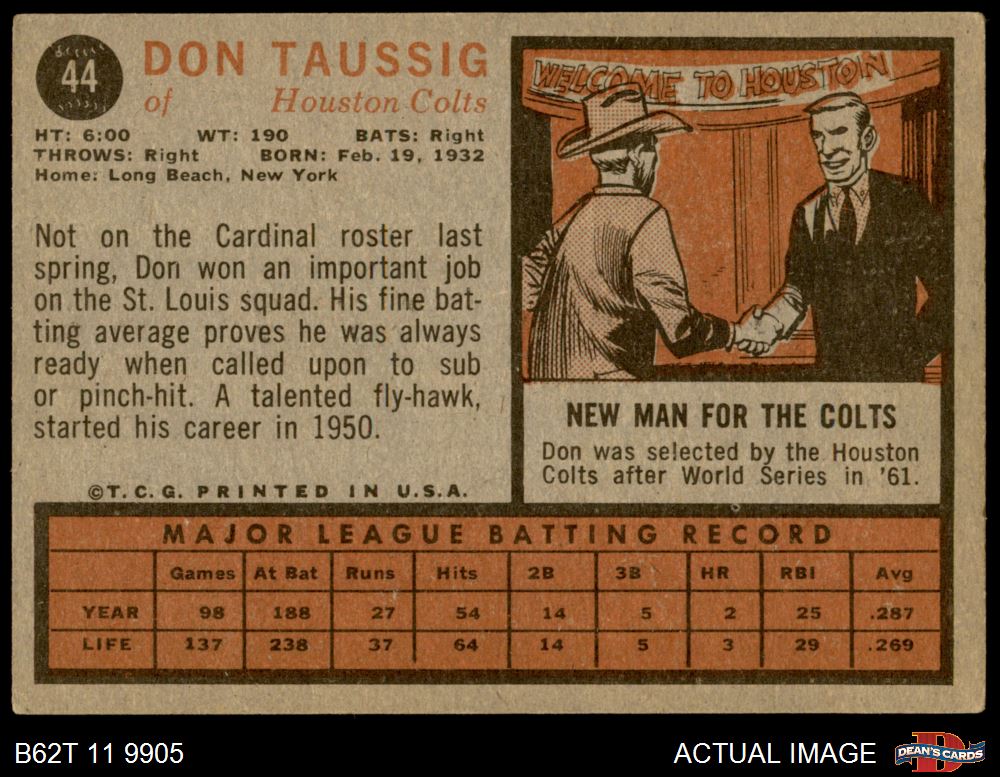 44
DON TAUSSIG
of Houston Colts
HT: 6:00 WT: 190 BATS: Right
THROWS: Right BORN: Feb. 19, 1932
Home: Long Beach, New York
Not on the Cardinal roster last
spring, Don won an important job
on the St. Louis squad. His fine bat-
ting average proves he was always
ready when called upon to sub
or pinch-hit. A talented fly-hawk,
started his career in 1950.
©T.C.G. PRINTED IN U.S.A.
WELCOME TO HOUSTON
NEW MAN FOR THE COLTS
Don was selected by the Houston
Colts after World Series in '61.
MAJOR LEAGUE BATTING RECORD
Games At Bat Runs Hits 2B 3B HR RBI Avg
YEAR 98 188 27 54 14 5 2 25 .287
LIFE 137 238 37 64 14 5 3 29 .269
B62T 11 9905
ACTUAL IMAGE
D
DEAN'S CARDS